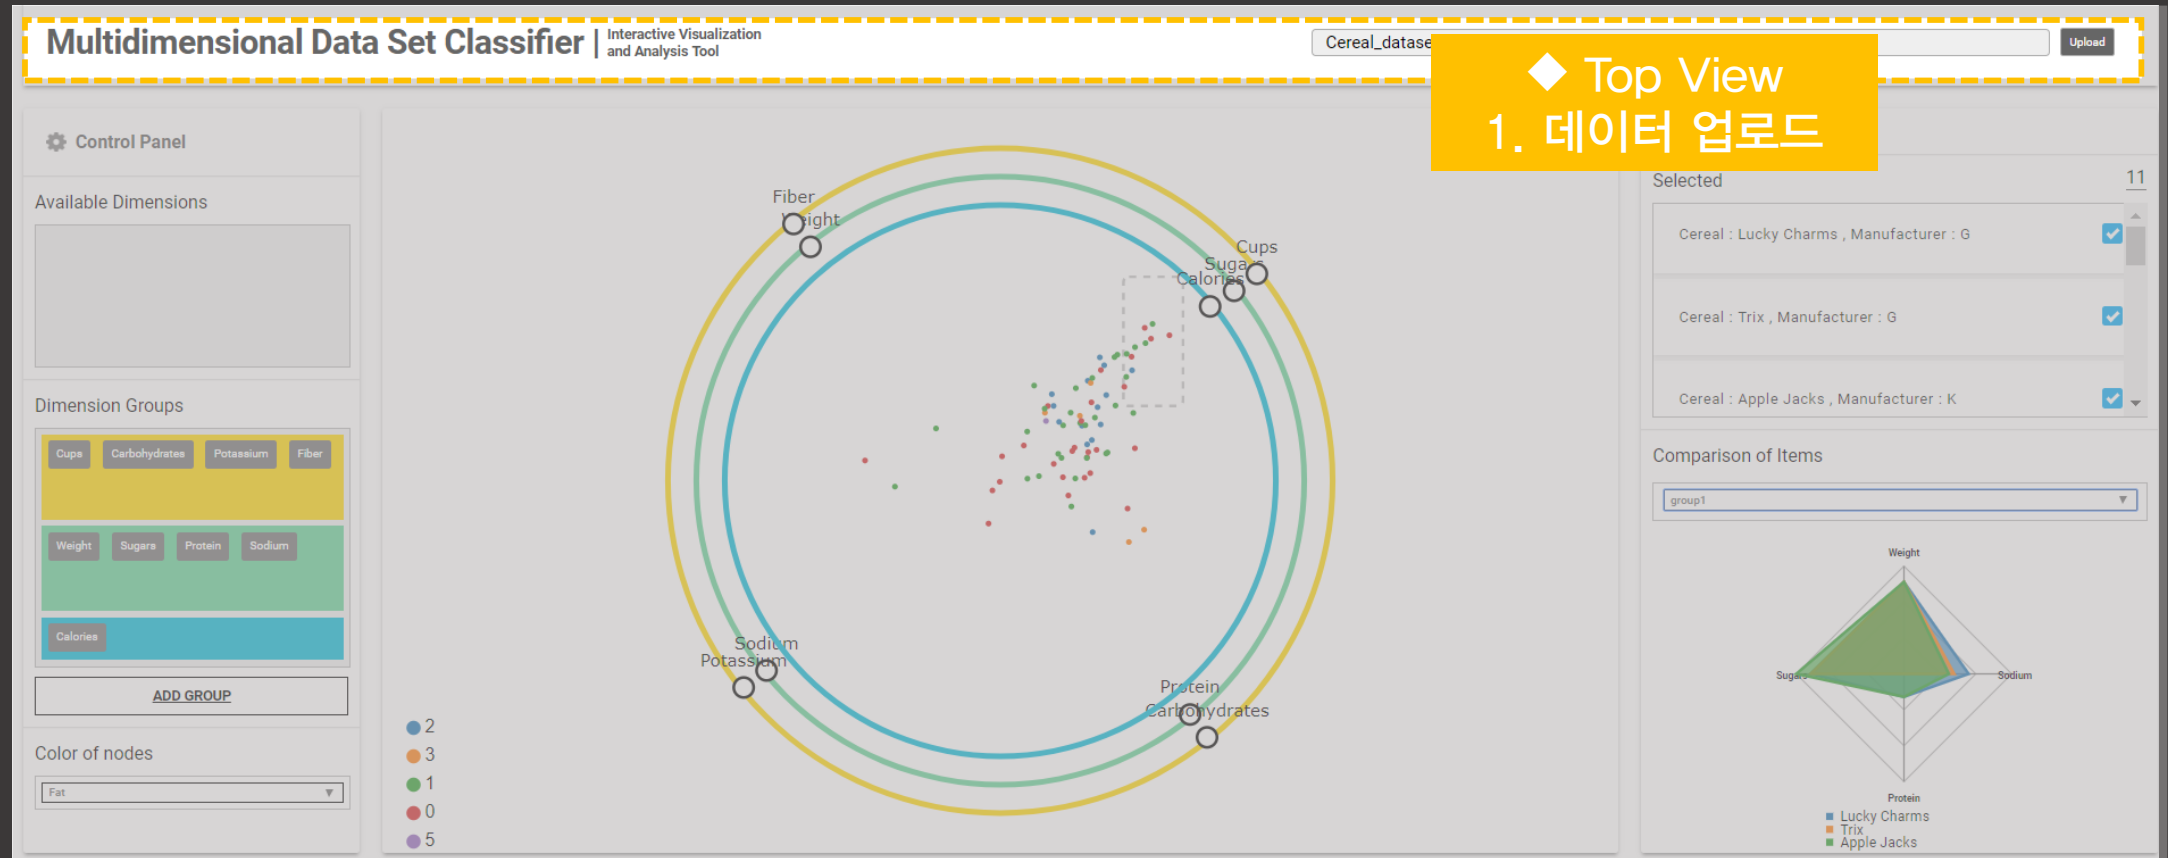 Multidimensional Data Set Classifier | Interactive Visualization
and Analysis Tool
Cereal_datase
Upload
◆ Top View
1. 데이터 업로드
Control Panel
Available Dimensions
Dimension Groups
Cups Carbohydrates Potassium Fiber
Weight Sugars Protein Sodium
Calories
ADD GROUP
Color of nodes
Fat
Fiber
Weight
Cups
Sugars
Calories
Sodium
Potassium
Protein
Carbohydrates
2
3
1
0
5
Selected 11
Cereal : Lucky Charms , Manufacturer : G
Cereal : Trix , Manufacturer : G
Cereal : Apple Jacks , Manufacturer : K
Comparison of Items
group1
Weight
Sugars
Sodium
Protein
Lucky Charms
Trix
Apple Jacks